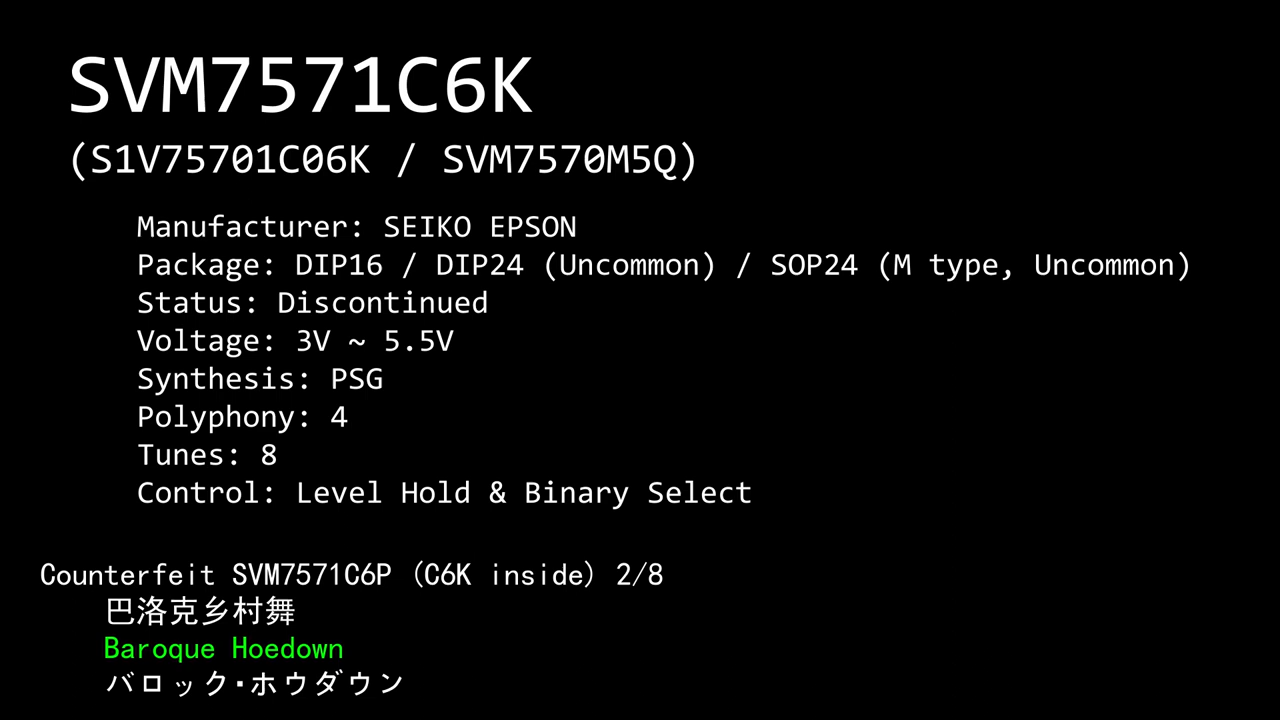 SVM7571C6K
(S1V75701C06K / SVM7570M5Q)
Manufacturer: SEIKO EPSON
Package: DIP16 / DIP24 (Uncommon) / SOP24 (M type, Uncommon)
Status: Discontinued
Voltage: 3V ~ 5.5V
Synthesis: PSG
Polyphony: 4
Tunes: 8
Control: Level Hold & Binary Select
Counterfeit SVM7571C6P (C6K inside) 2/8
巴洛克乡村舞
Baroque Hoedown
バロック・ホウダウン